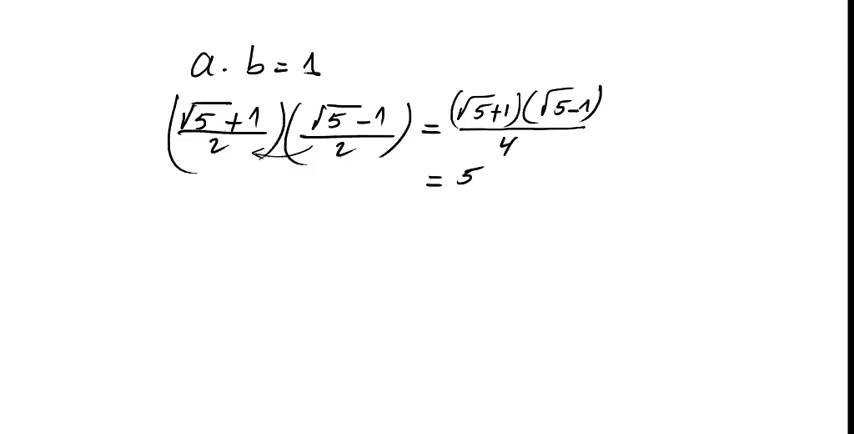 a · b = 1
((√5+1)/2)((√5-1)/2) = (√5+1)(√5-1)/4
= 5